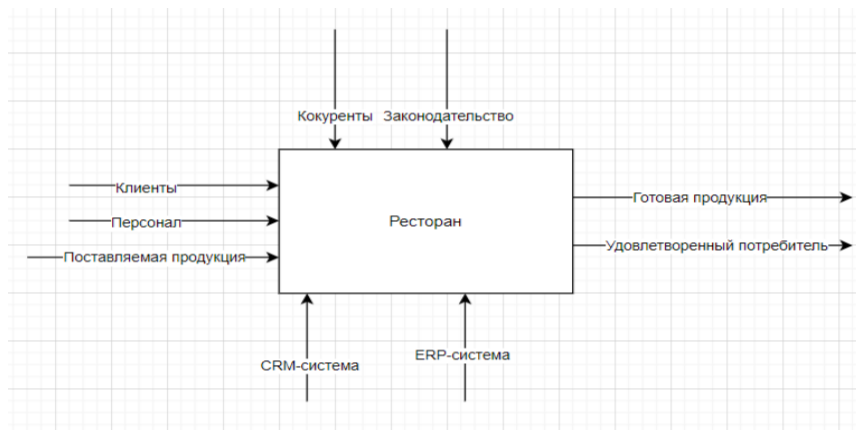 Кокуренты Законодательство
Клиенты
Персонал
Поставляемая продукция
Ресторан
Готовая продукция
Удовлетворенный потребитель
CRM-система
ERP-система